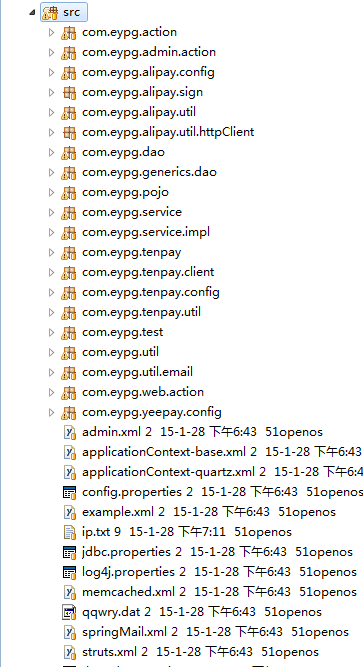 src
com.eypg.action
com.eypg.admin.action
com.eypg.alipay.config
com.eypg.alipay.sign
com.eypg.alipay.util
com.eypg.alipay.util.httpClient
com.eypg.dao
com.eypg.generics.dao
com.eypg.pojo
com.eypg.service
com.eypg.service.impl
com.eypg.tenpay
com.eypg.tenpay.client
com.eypg.tenpay.config
com.eypg.tenpay.util
com.eypg.test
com.eypg.util
com.eypg.util.email
com.eypg.web.action
com.eypg.yeepay.config
admin.xml 2 15-1-28 下午6:43 51openos
applicationContext-base.xml 2 15-1-28 下午6:4
applicationContext-quartz.xml 2 15-1-28 下午6:4
config.properties 2 15-1-28 下午6:43 51openos
example.xml 2 15-1-28 下午6:43 51openos
ip.txt 9 15-1-28 下午7:11 51openos
jdbc.properties 2 15-1-28 下午6:43 51openos
log4j.properties 2 15-1-28 下午6:43 51openos
memcached.xml 2 15-1-28 下午6:43 51openos
qqwry.dat 2 15-1-28 下午6:43 51openos
springMail.xml 2 15-1-28 下午6:43 51openos
struts.xml 2 15-1-28 下午6:43 51openos